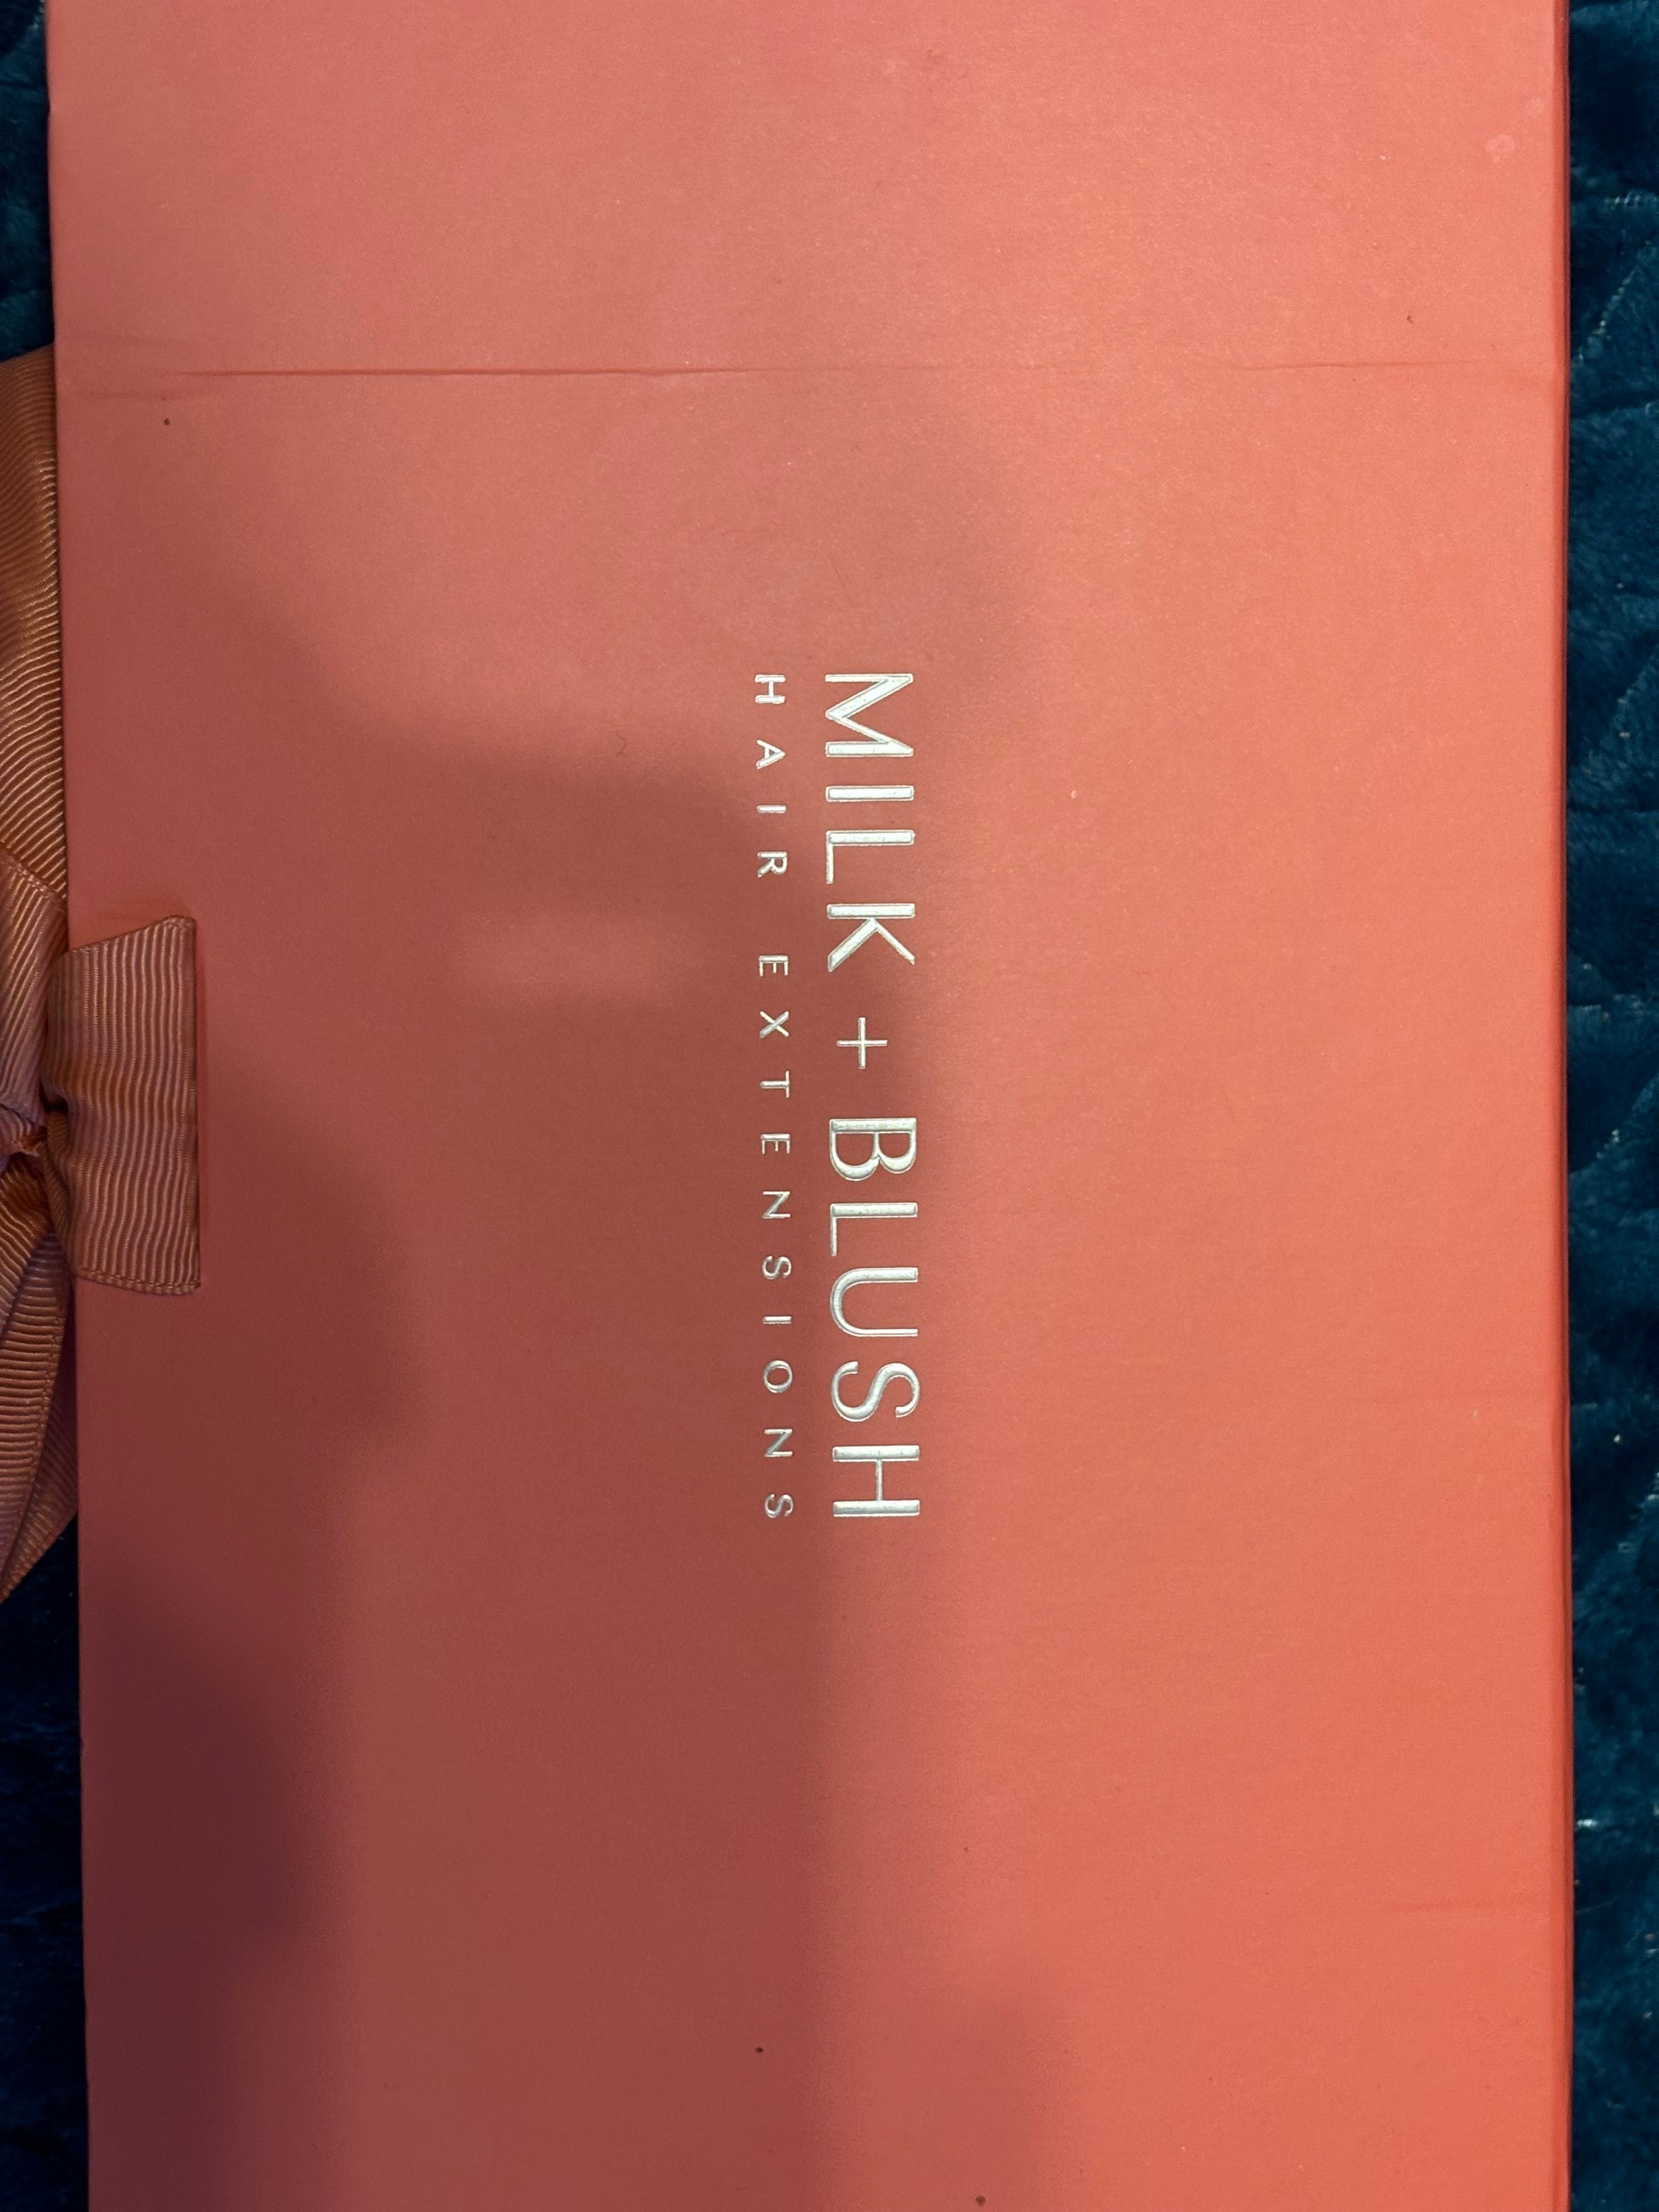 MILK + BLUSH
HAIR EXTENSIONS